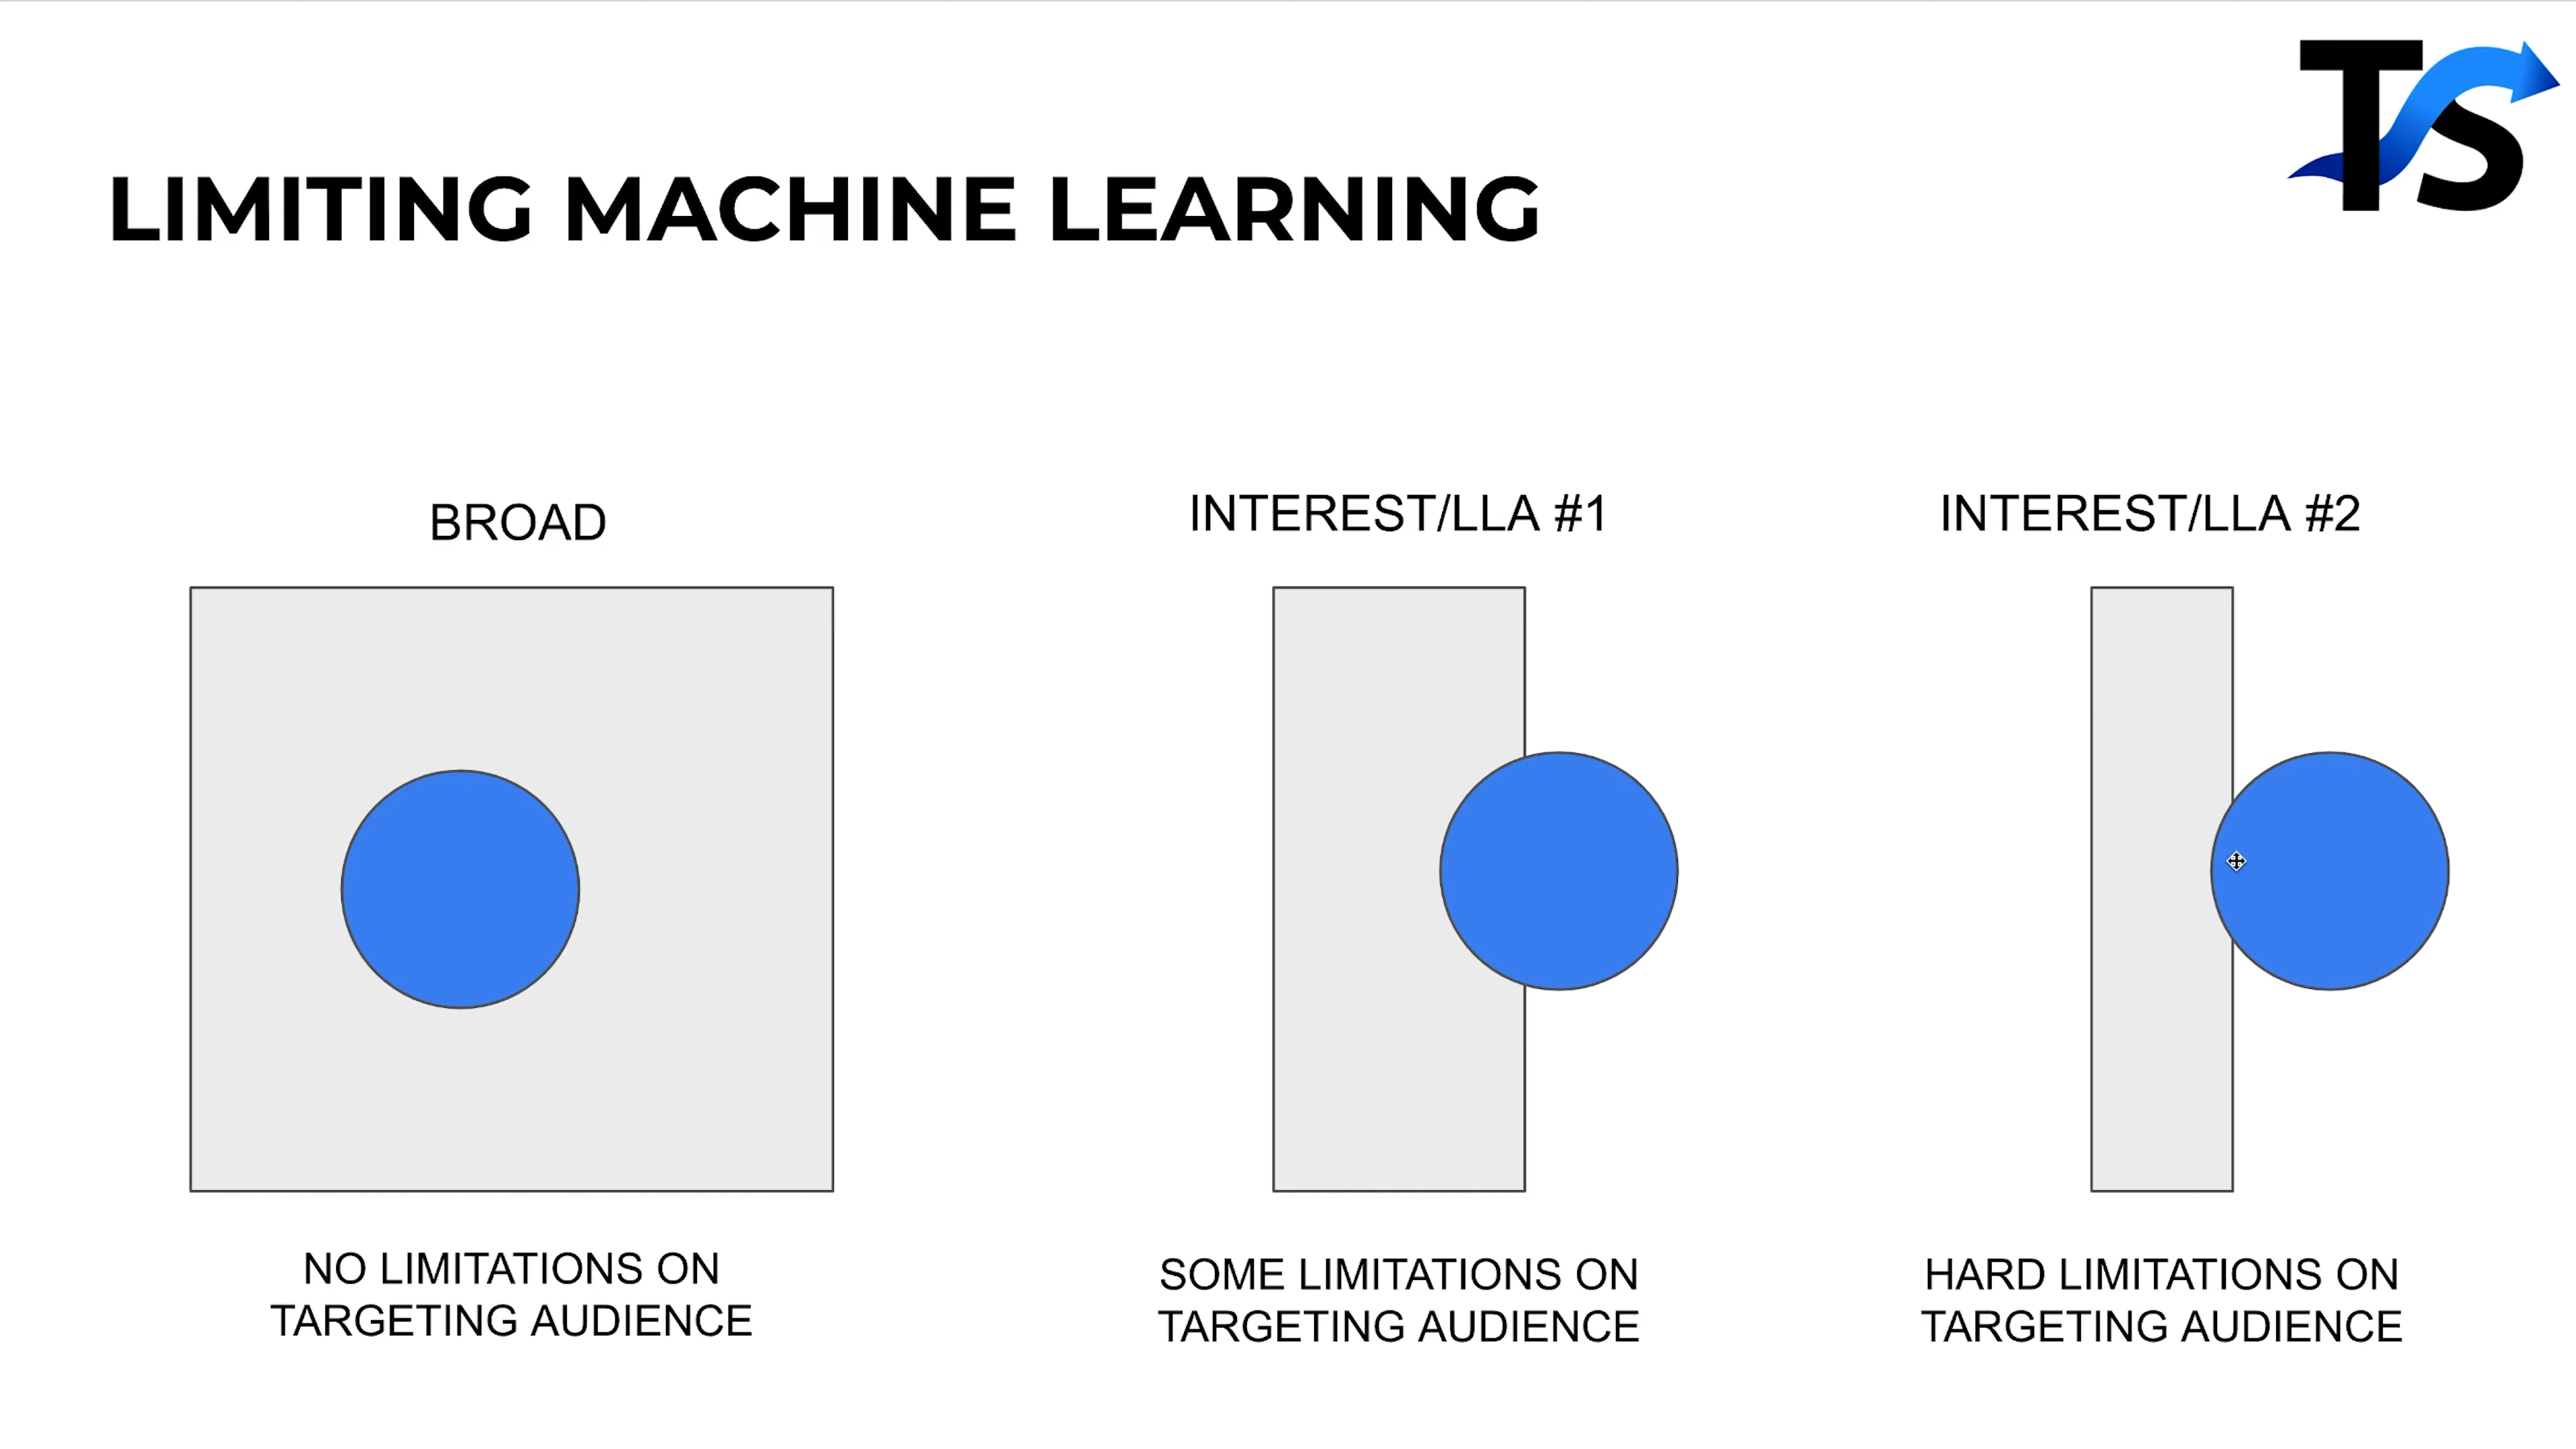 TS
LIMITING MACHINE LEARNING
BROAD
NO LIMITATIONS ON
TARGETING AUDIENCE
INTEREST/LLA #1
SOME LIMITATIONS ON
TARGETING AUDIENCE
INTEREST/LLA #2
HARD LIMITATIONS ON
TARGETING AUDIENCE